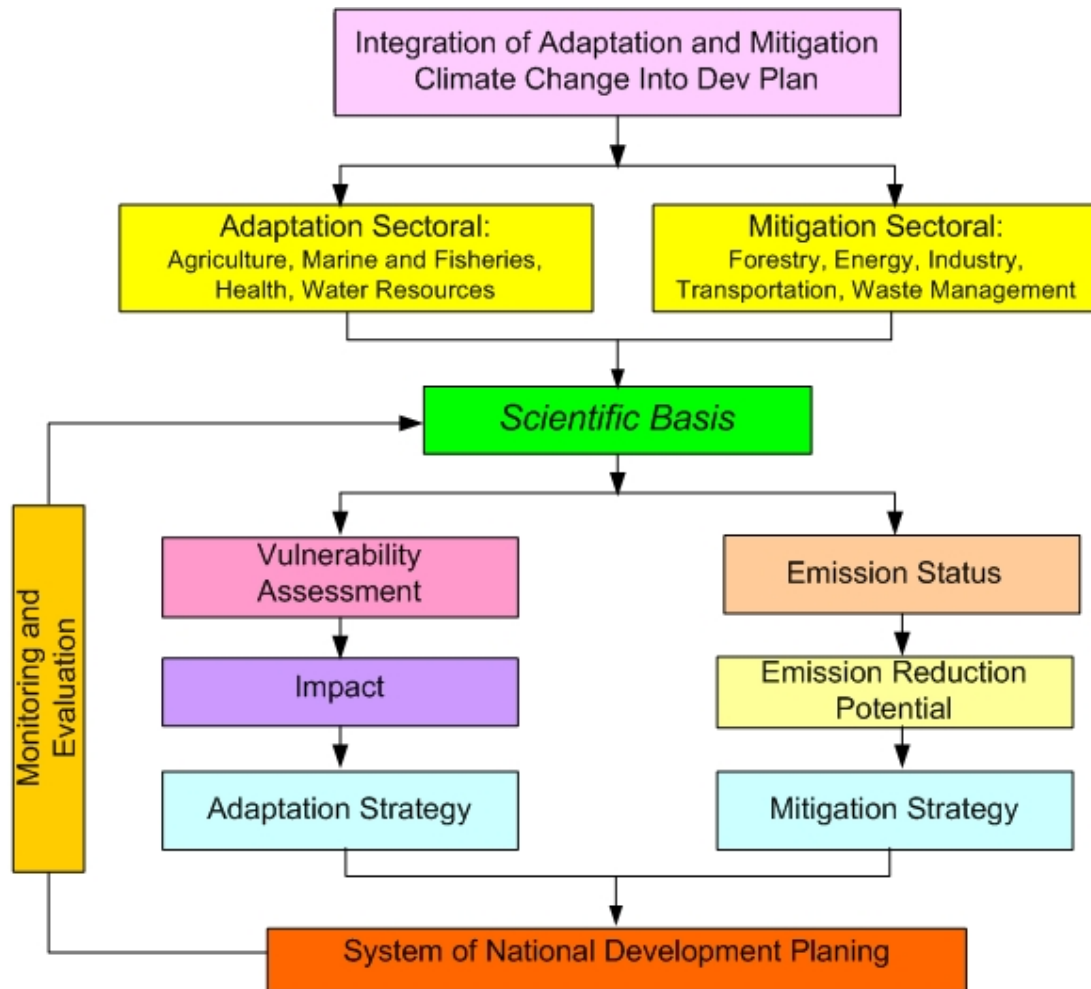 Integration of Adaptation and Mitigation
Climate Change Into Dev Plan
Adaptation Sectoral:
Agriculture, Marine and Fisheries,
Health, Water Resources
Mitigation Sectoral:
Forestry, Energy, Industry,
Transportation, Waste Management
Scientific Basis
Monitoring and
Evaluation
Vulnerability
Assessment
Emission Status
Impact
Emission Reduction
Potential
Adaptation Strategy
Mitigation Strategy
System of National Development Planing